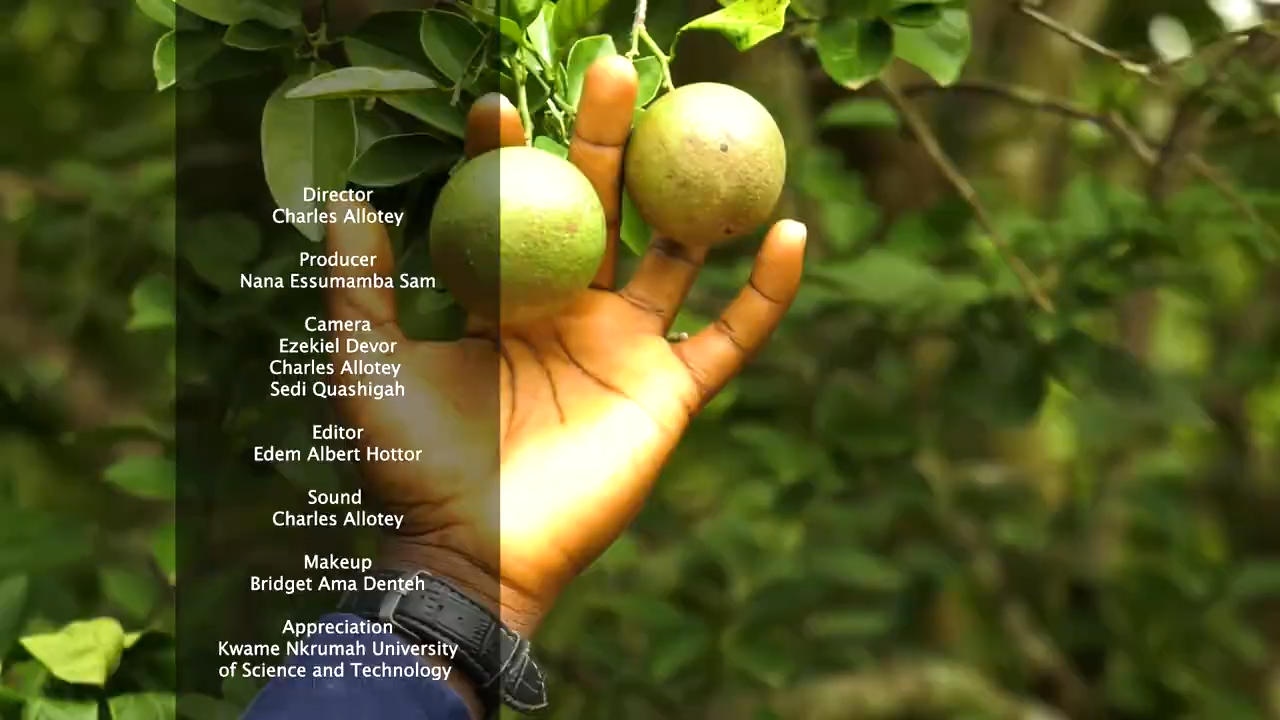 Director
Charles Allotey
Producer
Nana Essumamba Sam
Camera
Ezekiel Devor
Charles Allotey
Sedi Quashigah
Editor
Edem Albert Hottor
Sound
Charles Allotey
Makeup
Bridget Ama Denteh
Appreciation
Kwame Nkrumah University
of Science and Technology